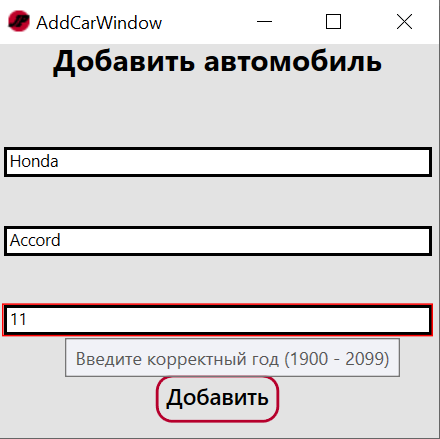 AddCarWindow
Добавить автомобиль
Honda
Accord
11
Введите корректный год (1900 - 2099)
Добавить